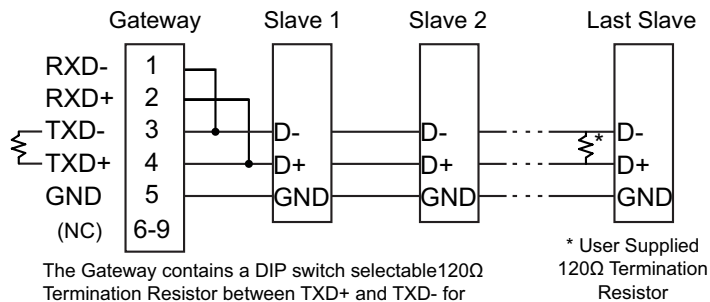 Gateway Slave 1 Slave 2 Last Slave
RXD- 1
RXD+ 2
TXD- 3 D- D- * D-
TXD+ 4 D+ D+ D+
GND 5 GND GND GND
(NC) 6-9
The Gateway contains a DIP switch selectable120Ω
Termination Resistor between TXD+ and TXD- for
* User Supplied
120Ω Termination
Resistor